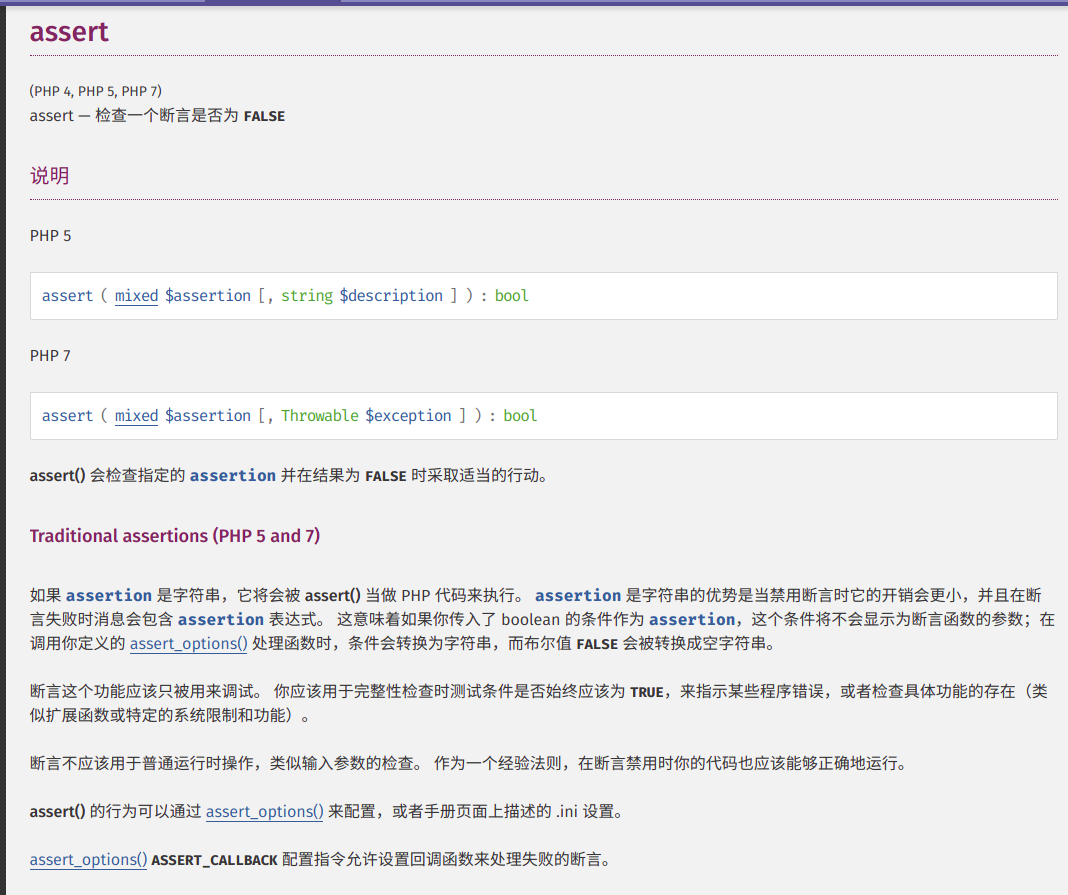 assert
(PHP 4, PHP 5, PHP 7)
assert — 检查一个断言是否为 FALSE
说明
PHP 5
assert ( mixed $assertion [, string $description ] ) : bool
PHP 7
assert ( mixed $assertion [, Throwable $exception ] ) : bool
assert() 会检查指定的 assertion 并在结果为 FALSE 时采取适当的行动。
Traditional assertions (PHP 5 and 7)
如果 assertion 是字符串，它将会被 assert() 当做 PHP 代码来执行。 assertion 是字符串的优势是当禁用断言时它的开销会更小，并且在断
言失败时消息会包含 assertion 表达式。 这意味着如果你传入了 boolean 的条件作为 assertion，这个条件将不会显示为断言函数的参数；在
调用你定义的 assert_options() 处理函数时，条件会转换为字符串，而布尔值 FALSE 会被转换成空字符串。
断言这个功能应该只被用来调试。 你应该用于完整性检查时测试条件是否始终应该为 TRUE，来指示某些程序错误，或者检查具体功能的存在（类
似扩展函数或特定的系统限制和功能）。
断言不应该用于普通运行时操作，类似输入参数的检查。 作为一个经验法则，在断言禁用时你的代码也应该能够正确地运行。
assert() 的行为可以通过 assert_options() 来配置，或者手册页面上描述的 .ini 设置。
assert_options() ASSERT_CALLBACK 配置指令允许设置回调函数来处理失败的断言。